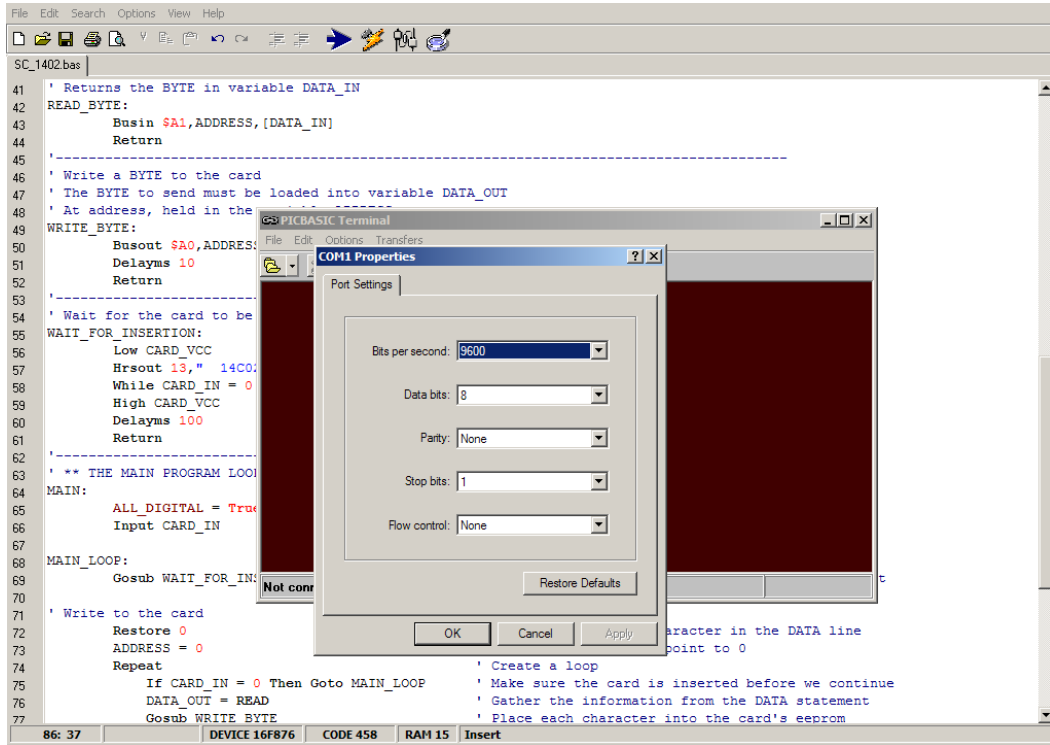 File Edit Search Options View Help
SC_1402.bas
41 ' Returns the BYTE in variable DATA_IN
42 READ_BYTE:
43 Busin $A1,ADDRESS,[DATA_IN]
44 Return
45 '----------------------------------------------------------------------------------------
46 ' Write a BYTE to the card
47 ' The BYTE to send must be loaded into variable DATA_OUT
48 ' At address, held in the
49 WRITE_BYTE:
50 Busout $A0,ADDRESS
51 Delayms 10
52 Return
53 '------------------------
54 ' Wait for the card to be
55 WAIT_FOR_INSERTION:
56 Low CARD_VCC
57 Hrsout 13," 14C02
58 While CARD_IN = 0
59 High CARD_VCC
60 Delayms 100
61 Return
62 '------------------------
63 ' ** THE MAIN PROGRAM LOOP
64 MAIN:
65 ALL_DIGITAL = True
66 Input CARD_IN
67
68 MAIN_LOOP:
69 Gosub WAIT_FOR_INS
70
71 ' Write to the card
72 Restore 0 aracter in the DATA line
73 ADDRESS = 0 point to 0
74 Repeat ' Create a loop
75 If CARD_IN = 0 Then Goto MAIN_LOOP ' Make sure the card is inserted before we continue
76 DATA_OUT = READ ' Gather the information from the DATA statement
77 Gosub WRITE_BYTE ' Place each character into the card's eeprom
86: 37 DEVICE 16F876 CODE 458 RAM 15 Insert
PICBASIC Terminal
File Edit Options Transfers
Not conn
COM1 Properties
Port Settings
Bits per second: 9600
Data bits: 8
Parity: None
Stop bits: 1
Flow control: None
Restore Defaults
OK Cancel Apply